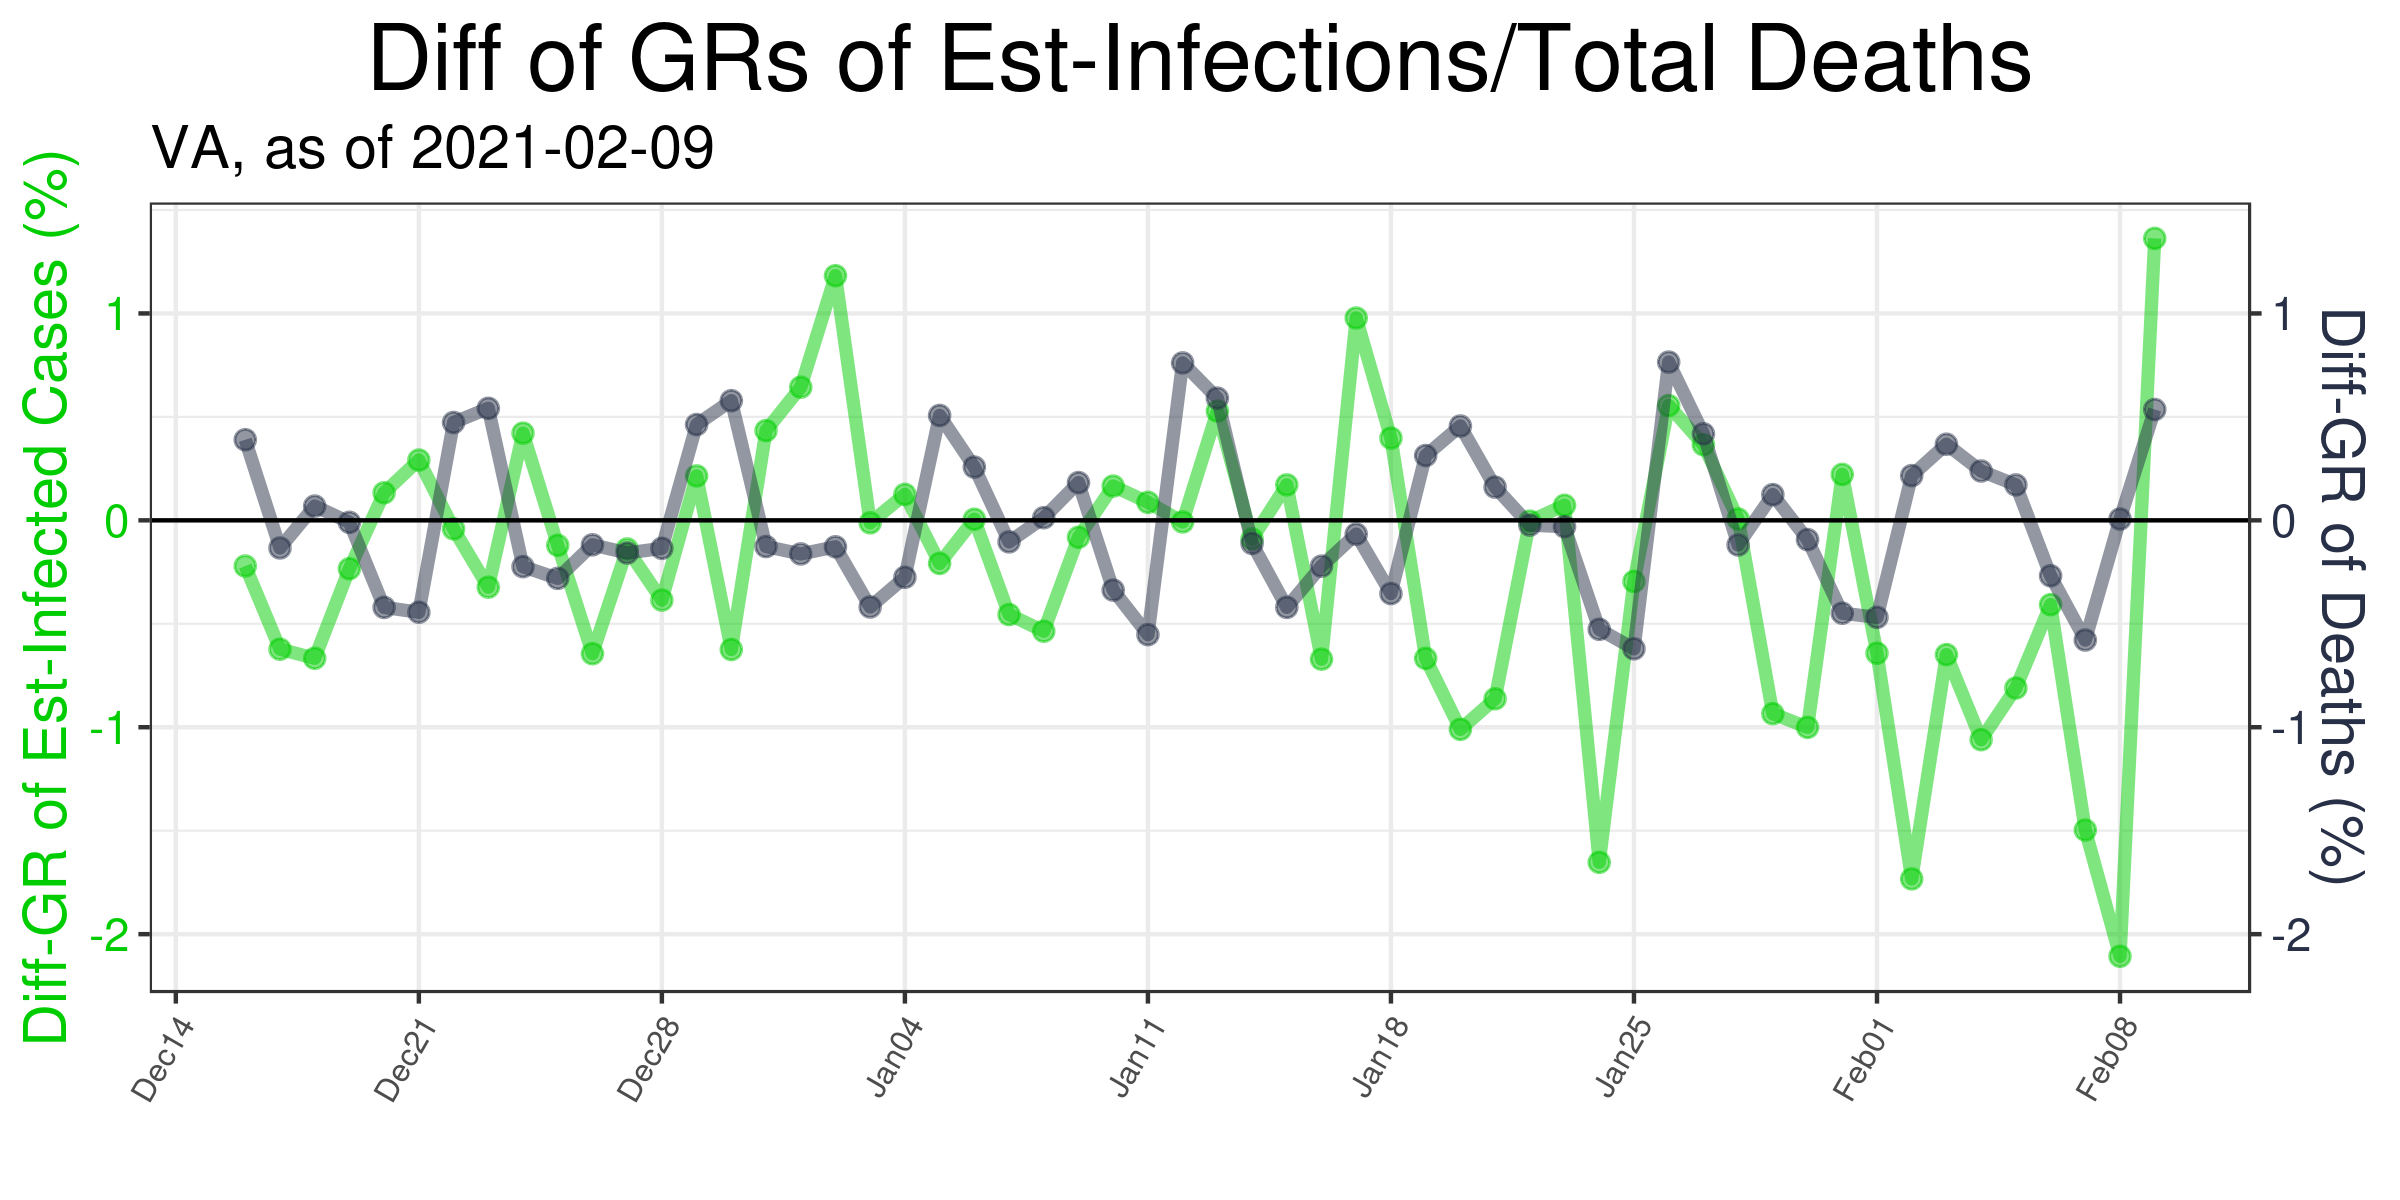 Diff of GRs of Est-Infections/Total Deaths
VA, as of 2021-02-09
Diff-GR of Est-Infected Cases (%)
1
0
-1
-2
1
0
-1
-2
Diff-GR of Deaths (%)
Dec14
Dec21
Dec28
Jan04
Jan11
Jan18
Jan25
Feb01
Feb08